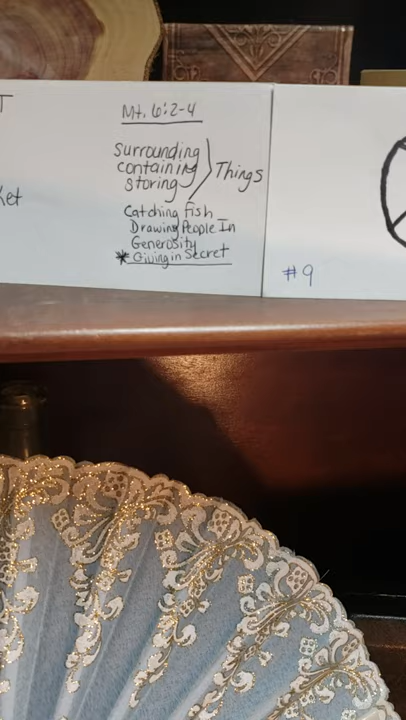 T
ket
Mt. 6:2-4
Surrounding
containing
storing
Things
Catching fish
Drawing People In
Generosity
* Giving in Secret
#9